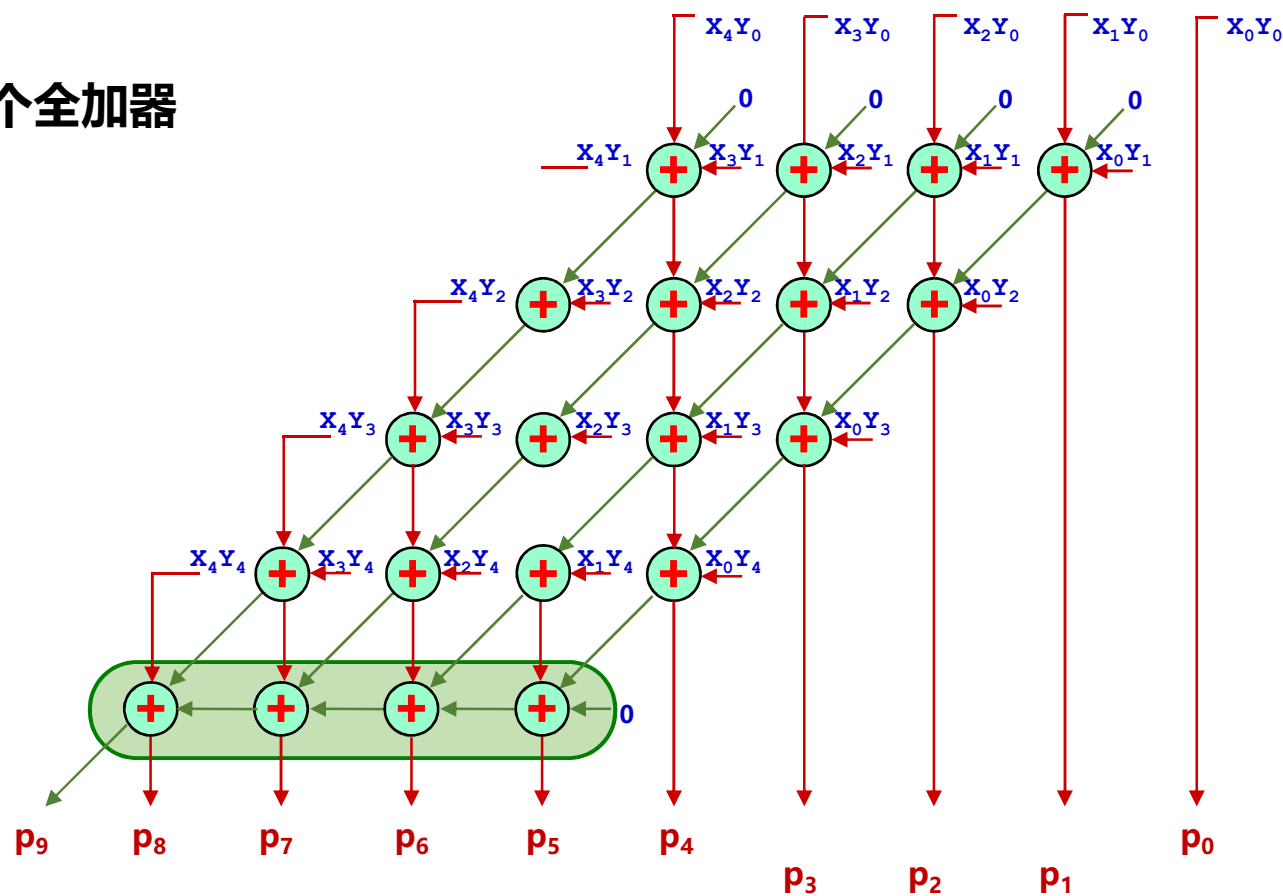 X₄Y₀ X₃Y₀ X₂Y₀ X₁Y₀ X₀Y₀
个全加器
0 0 0 0
X₄Y₁ X₃Y₁ X₂Y₁ X₁Y₁ X₀Y₁
X₄Y₂ X₃Y₂ X₂Y₂ X₁Y₂ X₀Y₂
X₄Y₃ X₃Y₃ X₂Y₃ X₁Y₃ X₀Y₃
X₄Y₄ X₃Y₄ X₂Y₄ X₁Y₄ X₀Y₄
0
p₉ p₈ p₇ p₆ p₅ p₄ p₀
p₃ p₂ p₁